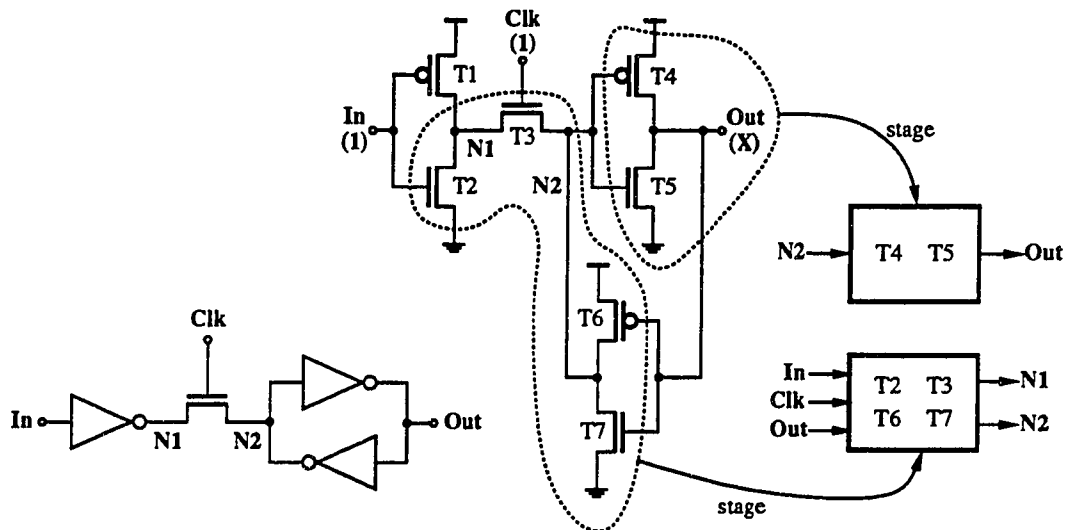 Clk
(1)
T1
T4
In
(1)
N1
T3
Out
(X)
stage
T2
N2
T5
N2
T4 T5
Out
T6
Clk
In
T2 T3
N1
Clk
In
N1
N2
Out
T7
Out
T6 T7
N2
stage